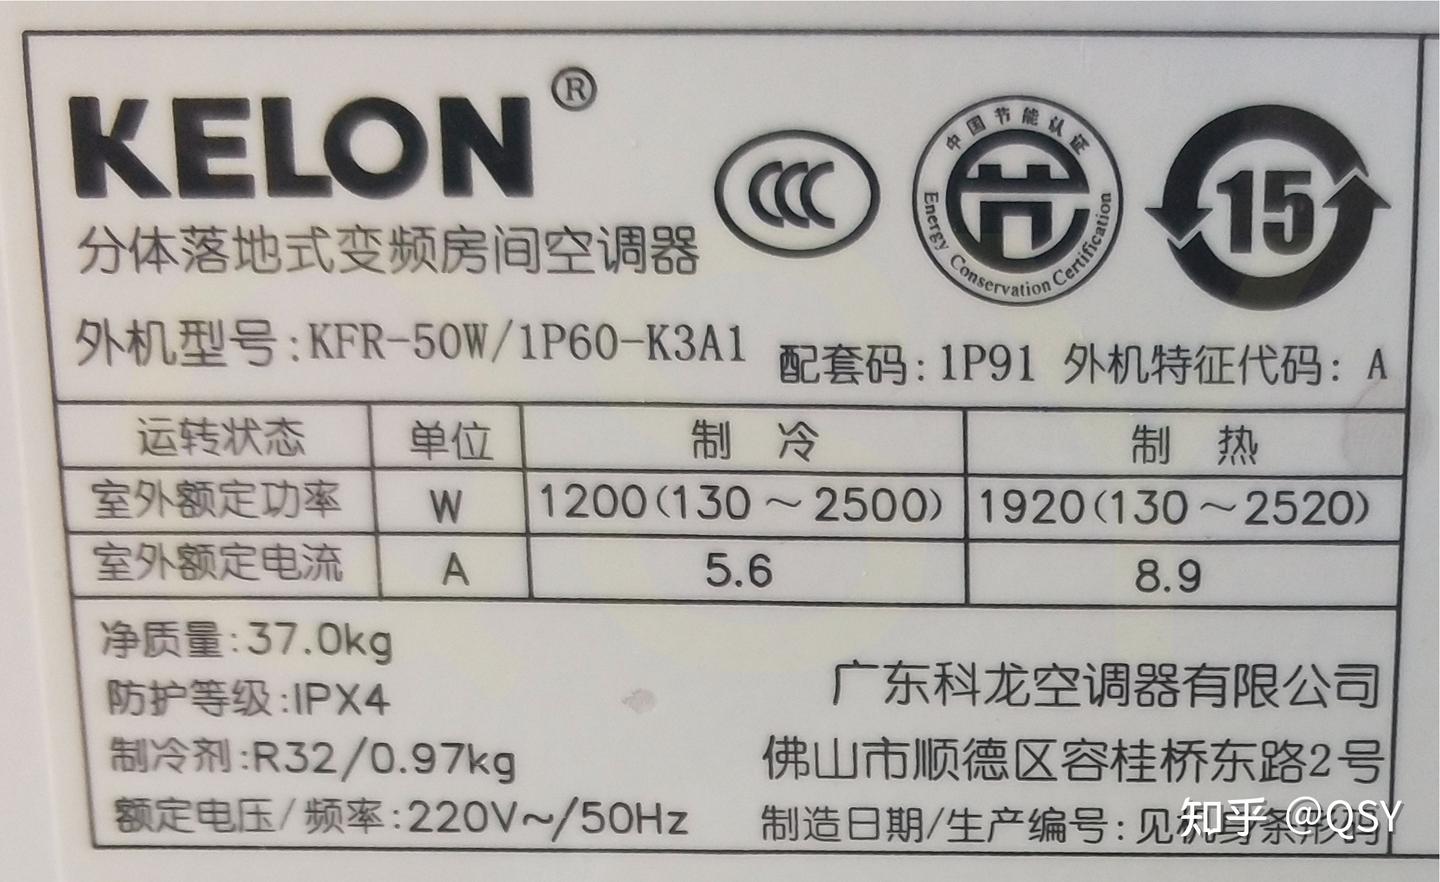 KELON®
分体落地式变频房间空调器
CCC
中国节能认证
Energy Conservation Certification
15
外机型号:KFR-50W/1P60-K3A1 配套码:1P91 外机特征代码: A
运转状态 单位 制 冷 制 热
室外额定功率 W 1200(130～2500) 1920(130～2520)
室外额定电流 A 5.6 8.9
净质量:37.0kg
防护等级:IPX4
制冷剂:R32/0.97kg
额定电压/频率:220V~/50Hz
广东科龙空调器有限公司
佛山市顺德区容桂桥东路2号
制造日期/生产编号:见机身条形码
知乎 @QSY